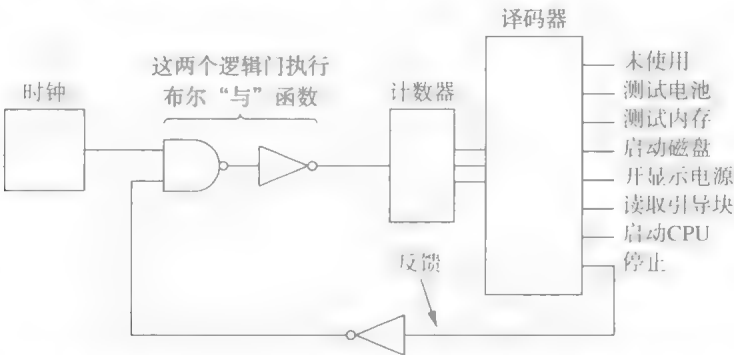 译码器
这两个逻辑门执行
布尔“与”函数
时钟
计数器
未使用
测试电池
测试内存
启动磁盘
开显示电源
读取引导块
启动CPU
停止
反馈